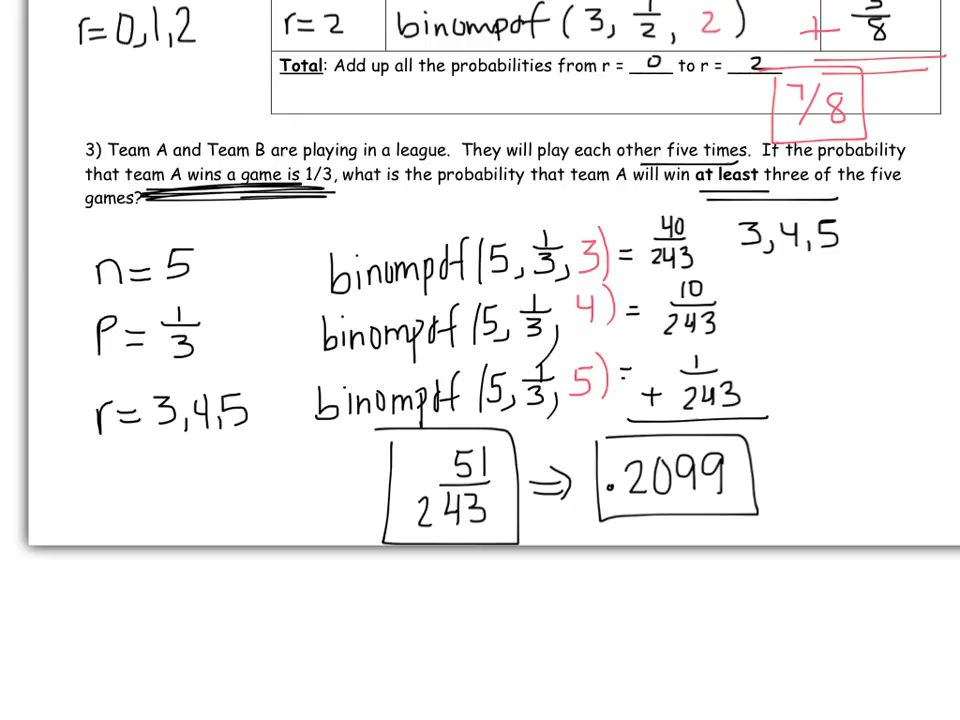 r=0,1,2
r=2
binompdf (3, 1/2, 2)
+ 3/8
Total: Add up all the probabilities from r = 0 to r = 2
7/8
3) Team A and Team B are playing in a league. They will play each other five times. If the probability
that team A wins a game is 1/3, what is the probability that team A will win at least three of the five
games?
3,4,5
n=5
binompdf(5, 1/3, 3) = 40/243
P=1/3
binompdf(5, 1/3, 4) = 10/243
r=3,4,5
binompdf(5, 1/3, 5) = + 1/243
51/243 ⇒ .2099